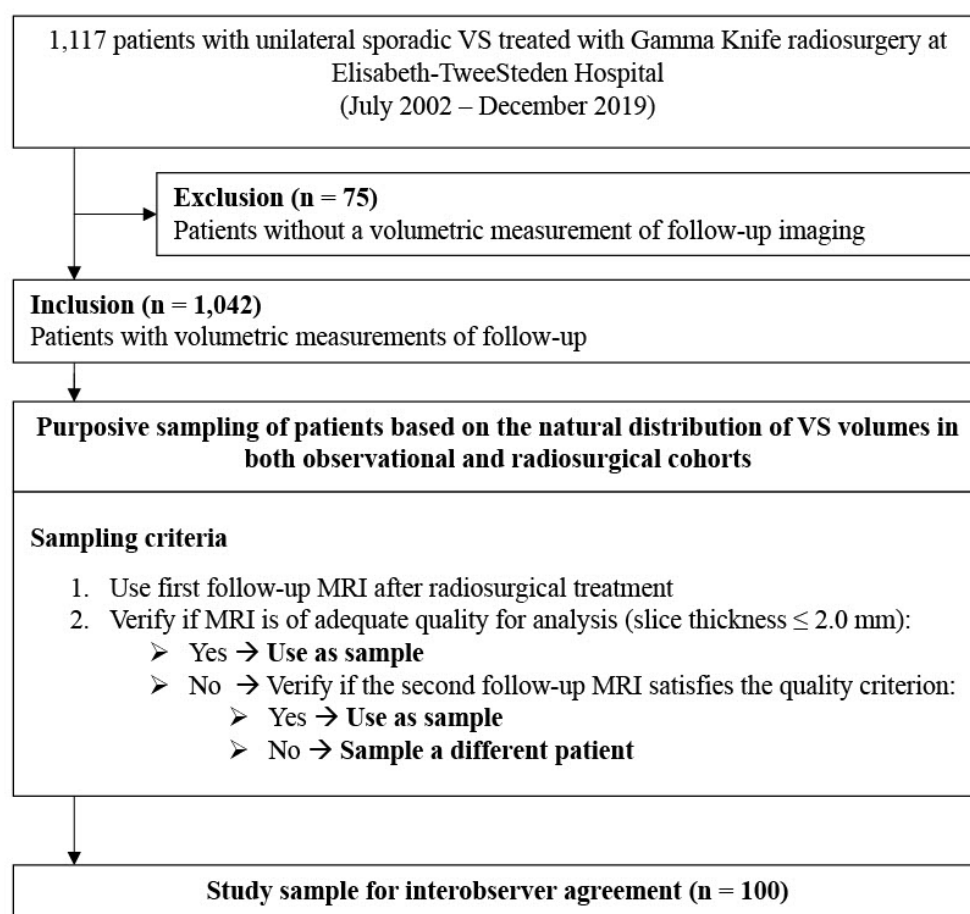 1,117 patients with unilateral sporadic VS treated with Gamma Knife radiosurgery at
Elisabeth-TweeSteden Hospital
(July 2002 – December 2019)
Exclusion (n = 75)
Patients without a volumetric measurement of follow-up imaging
Inclusion (n = 1,042)
Patients with volumetric measurements of follow-up
Purposive sampling of patients based on the natural distribution of VS volumes in
both observational and radiosurgical cohorts
Sampling criteria
1. Use first follow-up MRI after radiosurgical treatment
2. Verify if MRI is of adequate quality for analysis (slice thickness ≤ 2.0 mm):
➤ Yes → Use as sample
➤ No → Verify if the second follow-up MRI satisfies the quality criterion:
➤ Yes → Use as sample
➤ No → Sample a different patient
Study sample for interobserver agreement (n = 100)